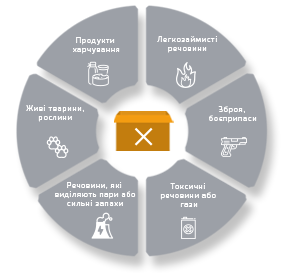 Продукти
харчування
Легкозаймисті
речовини
Живі тварини,
рослини
Зброя,
боєприпаси
Речовини, які
виділяють пари або
сильні запахи
Токсичні
речовини або
гази